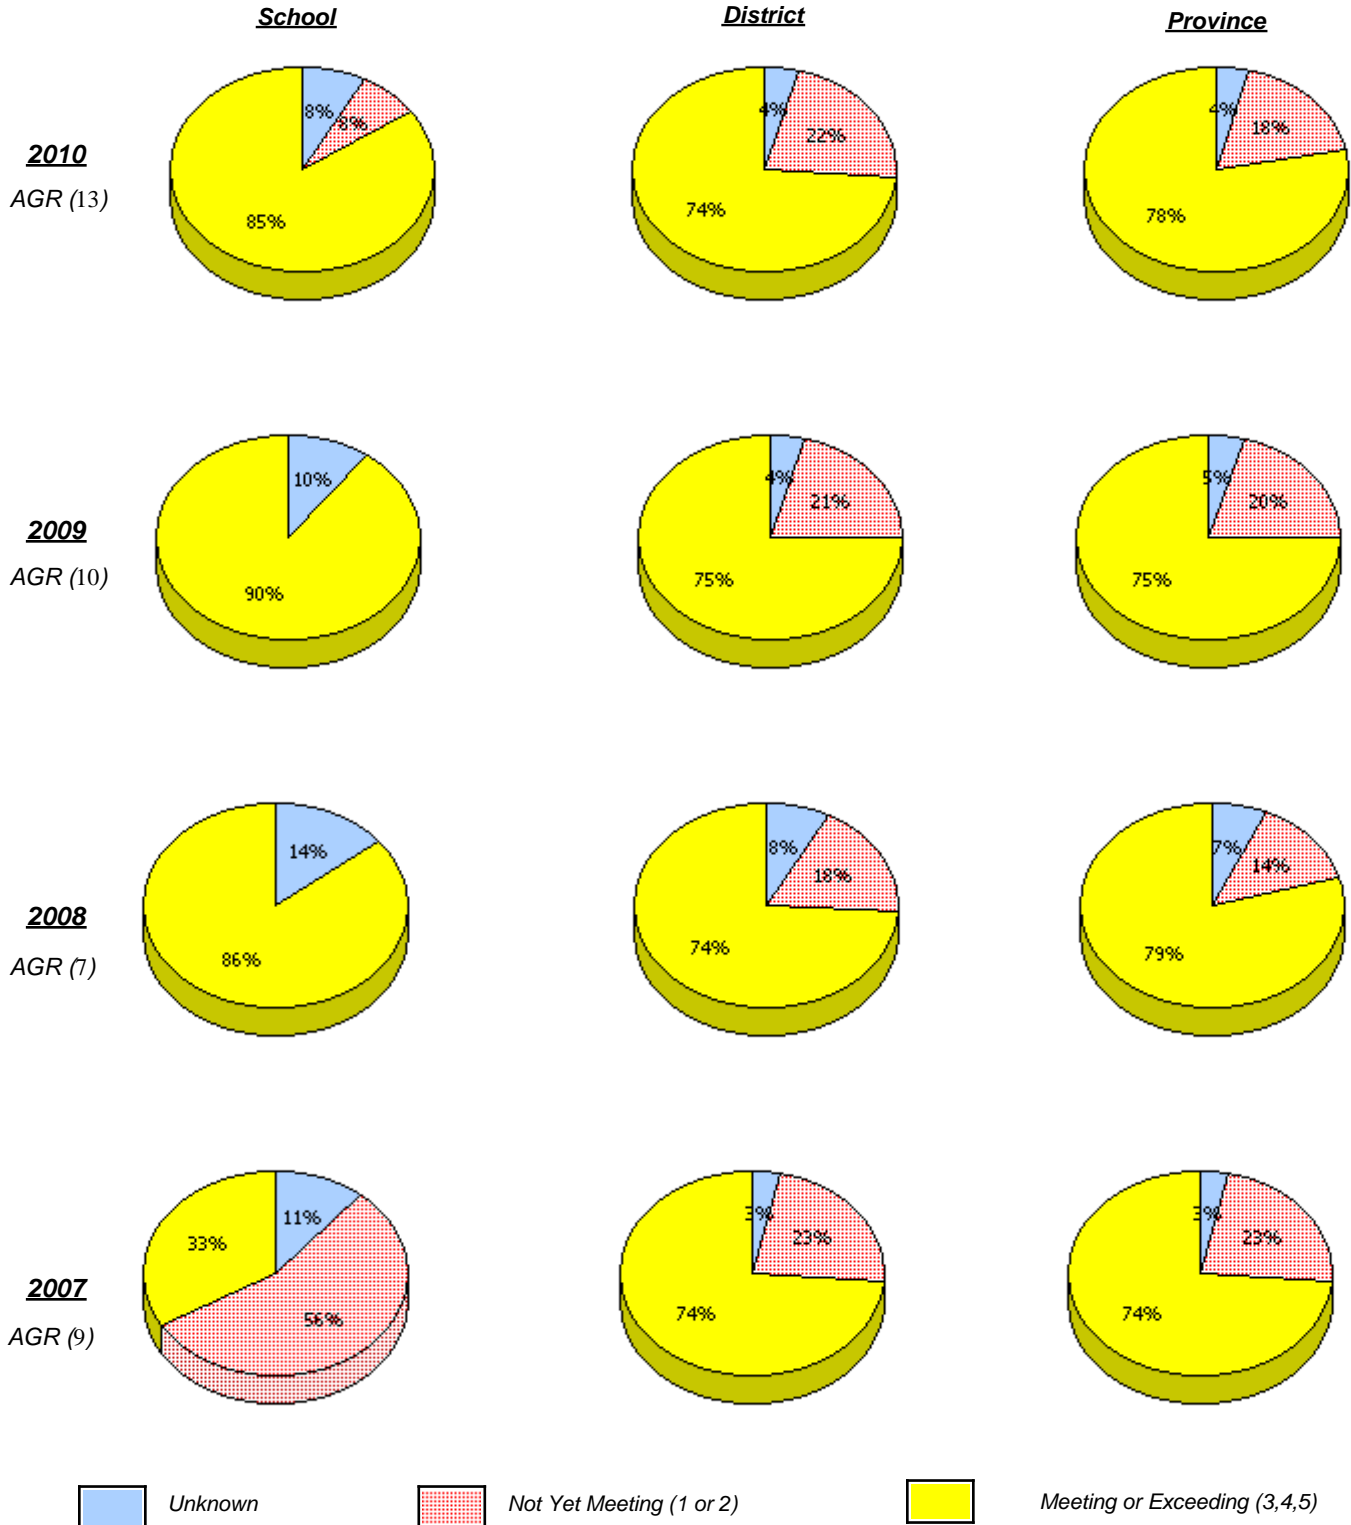 School District Province
8% 8% 4% 22% 4% 18%
2010
AGR (13)
85% 74% 78%
10% 4% 21% 5% 20%
2009
AGR (10)
90% 75% 75%
14% 8% 18% 7% 14%
2008
AGR (7)
86% 74% 79%
33% 11% 3% 23% 3% 23%
2007
AGR (9)
56% 74% 74%
Unknown Not Yet Meeting (1 or 2) Meeting or Exceeding (3,4,5)